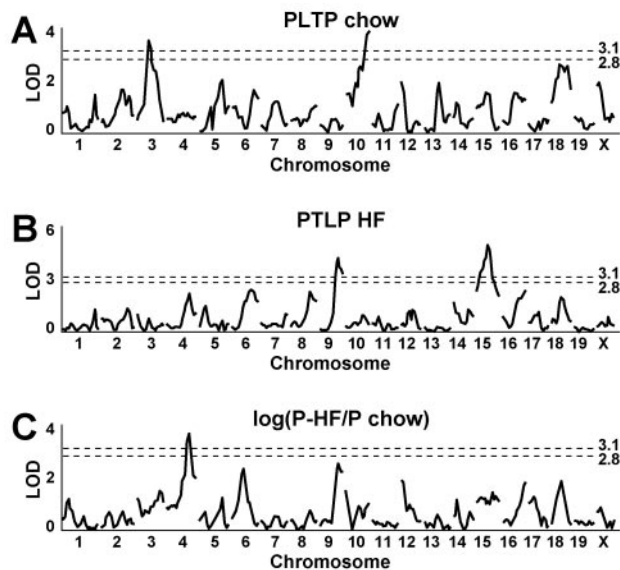 A
PLTP chow
4
3.1
2.8
2
0
LOD
1 2 3 4 5 6 7 8 9 10 11 12 13 14 15 16 17 18 19 X
Chromosome
B
PTLP HF
6
3.1
3
2.8
0
LOD
1 2 3 4 5 6 7 8 9 10 11 12 13 14 15 16 17 18 19 X
Chromosome
C
log(P-HF/P chow)
4
3.1
2.8
2
0
LOD
1 2 3 4 5 6 7 8 9 10 11 12 13 14 15 16 17 18 19 X
Chromosome